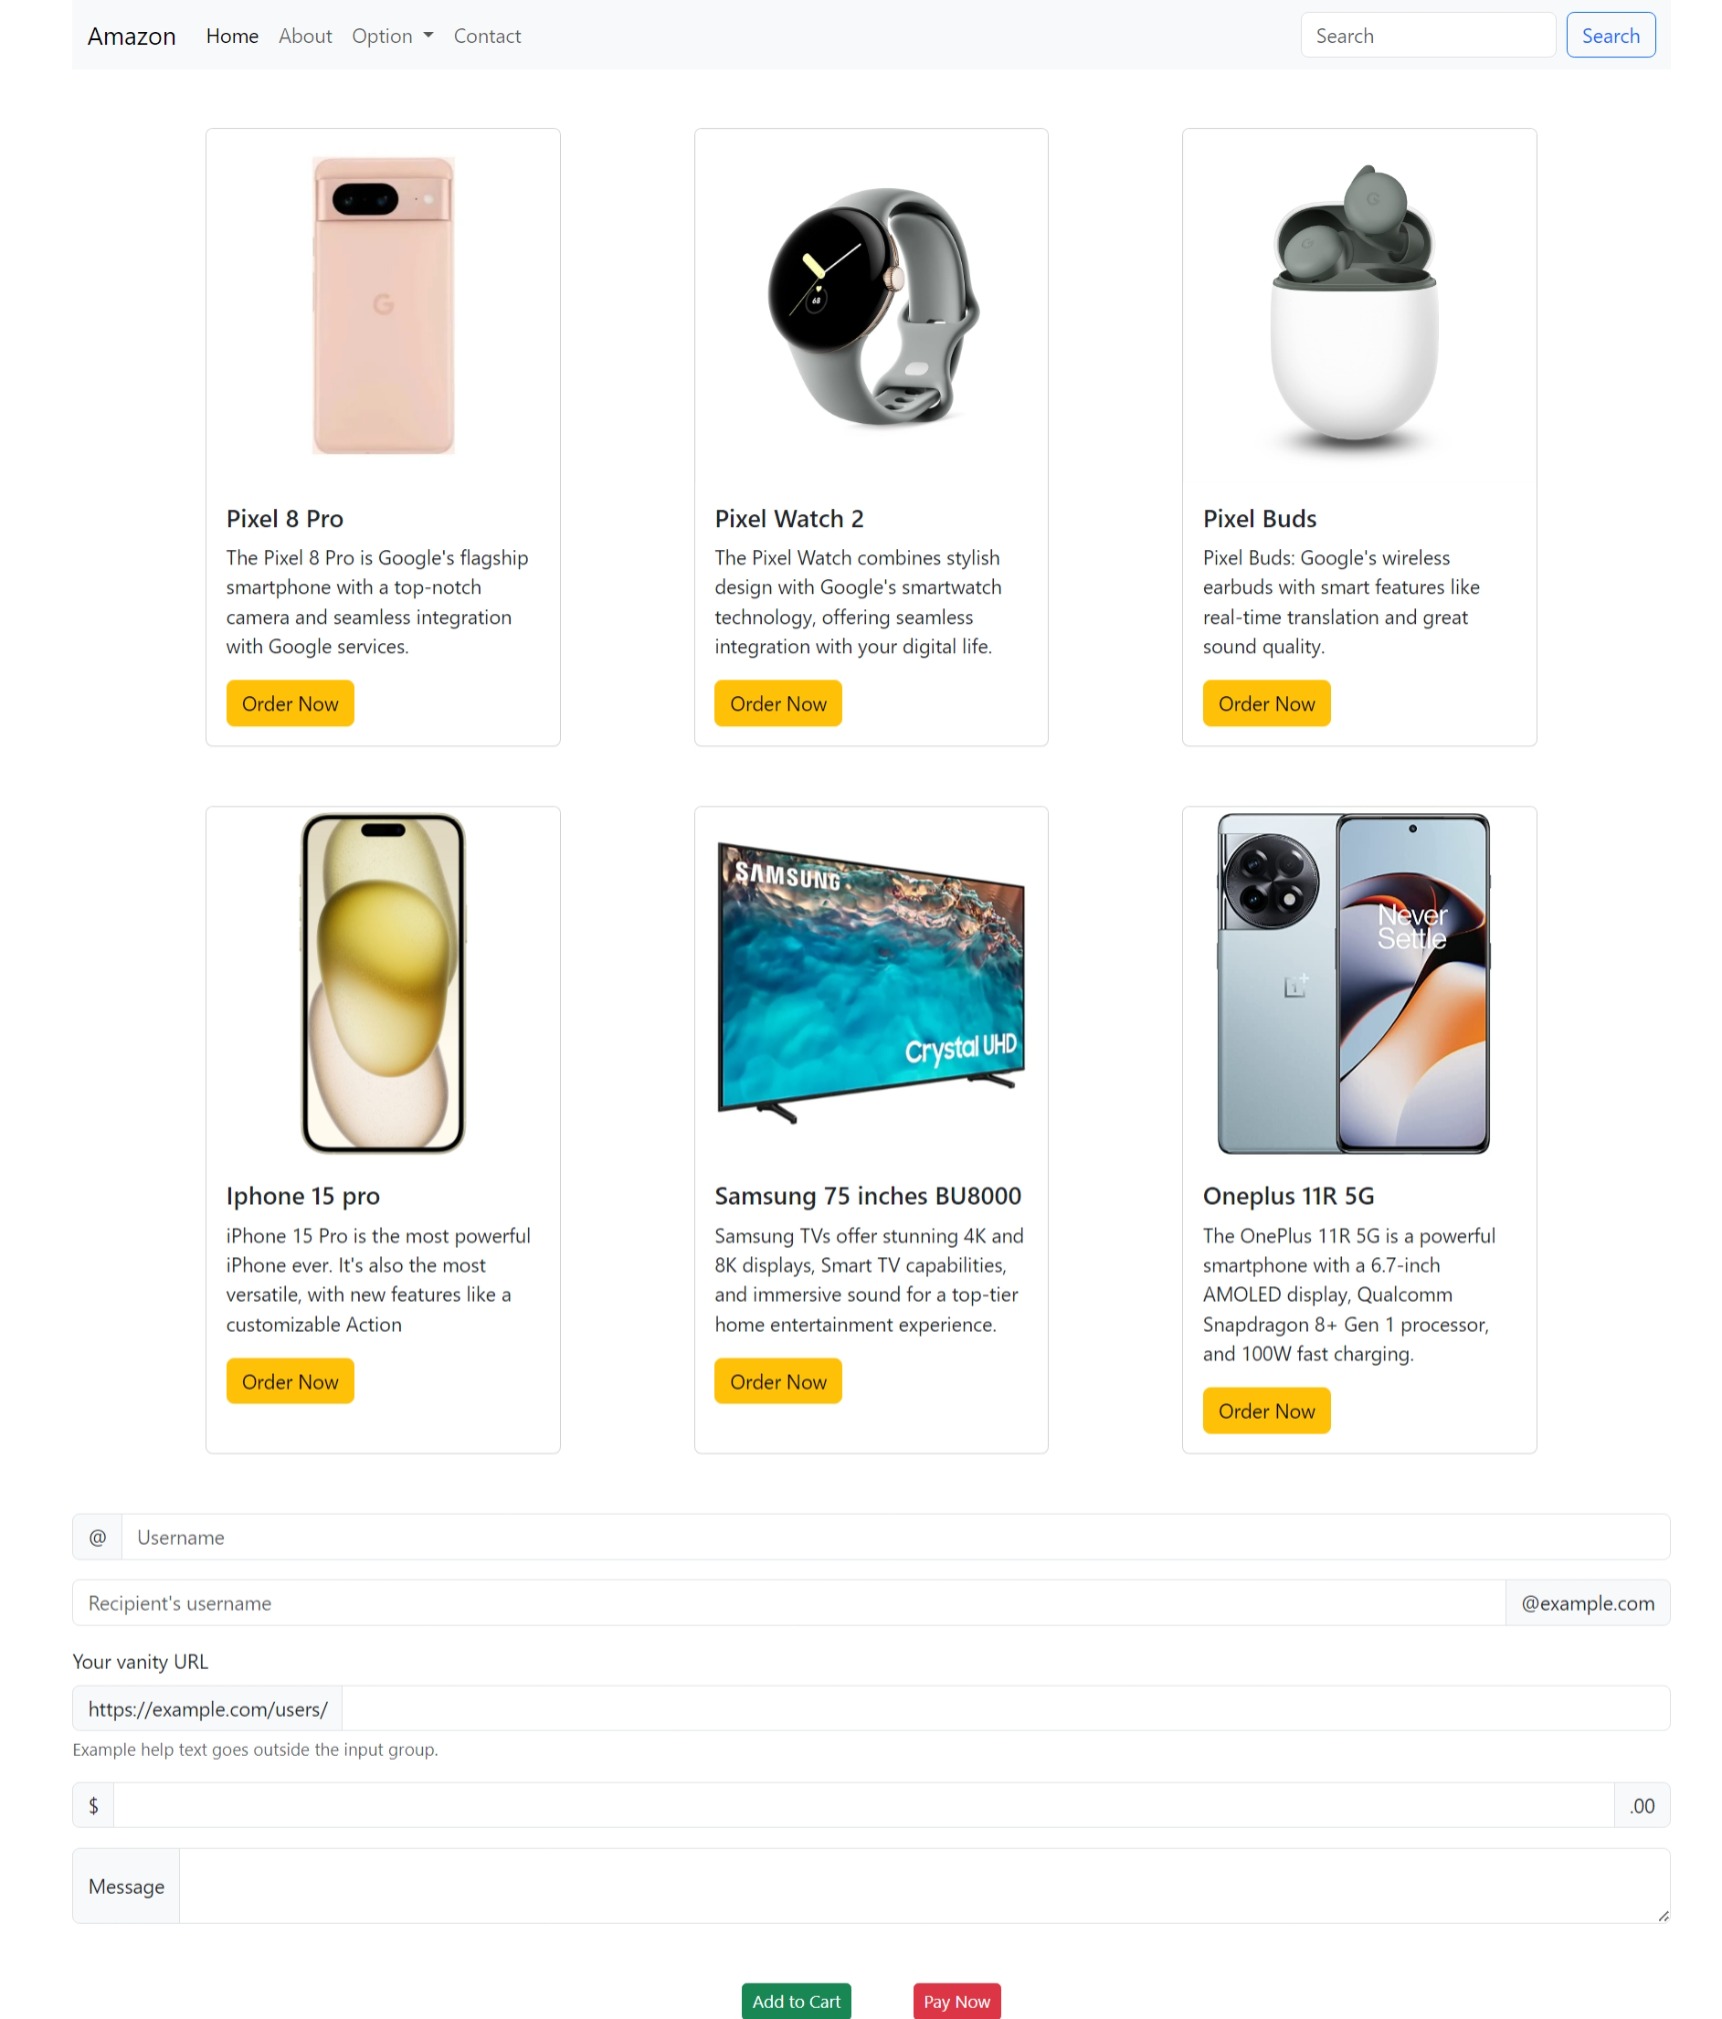 Amazon Home About Option Contact Search Search
G
68
G
G
Pixel 8 Pro
The Pixel 8 Pro is Google's flagship
smartphone with a top-notch
camera and seamless integration
with Google services.
Order Now
Pixel Watch 2
The Pixel Watch combines stylish
design with Google's smartwatch
technology, offering seamless
integration with your digital life.
Order Now
Pixel Buds
Pixel Buds: Google's wireless
earbuds with smart features like
real-time translation and great
sound quality.
Order Now
Iphone 15 pro
iPhone 15 Pro is the most powerful
iPhone ever. It's also the most
versatile, with new features like a
customizable Action
Order Now
SAMSUNG
Crystal UHD
Samsung 75 inches BU8000
Samsung TVs offer stunning 4K and
8K displays, Smart TV capabilities,
and immersive sound for a top-tier
home entertainment experience.
Order Now
Never
Settle
1+
Oneplus 11R 5G
The OnePlus 11R 5G is a powerful
smartphone with a 6.7-inch
AMOLED display, Qualcomm
Snapdragon 8+ Gen 1 processor,
and 100W fast charging.
Order Now
@ Username
Recipient's username @example.com
Your vanity URL
https://example.com/users/
Example help text goes outside the input group.
$ .00
Message
Add to Cart Pay Now